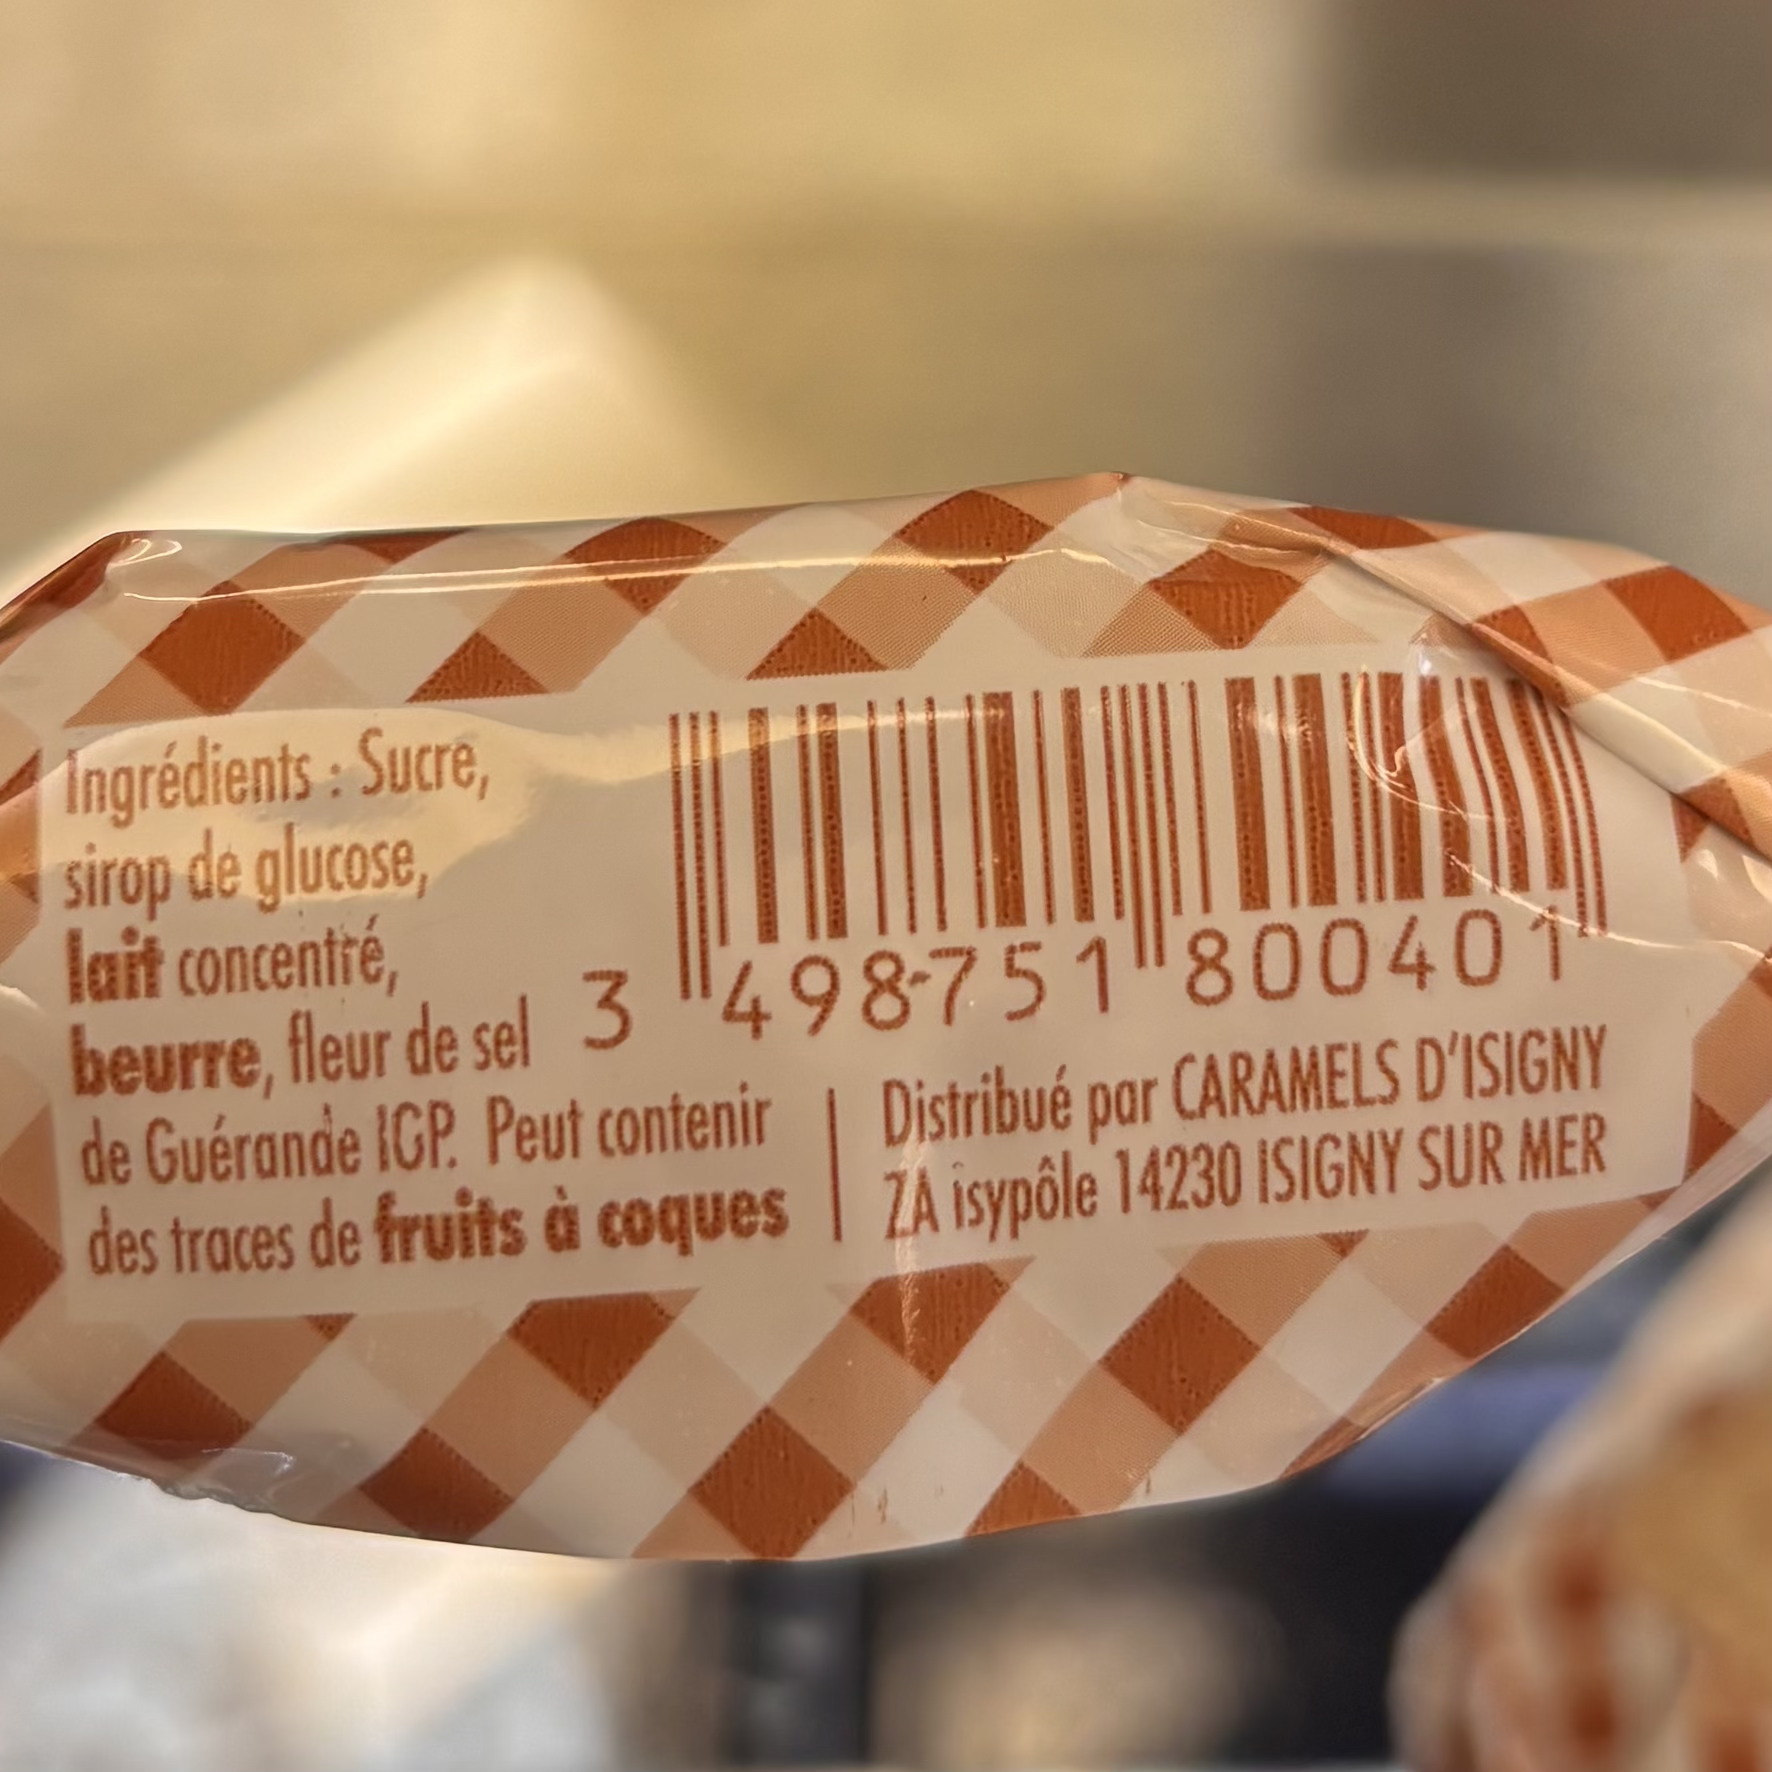 Ingrédients : Sucre,
sirop de glucose,
lait concentré,
beurre, fleur de sel
de Guérande IGP. Peut contenir
des traces de fruits à coques
3 498751 800401
Distribué par CARAMELS D'ISIGNY
ZA isypôle 14230 ISIGNY SUR MER